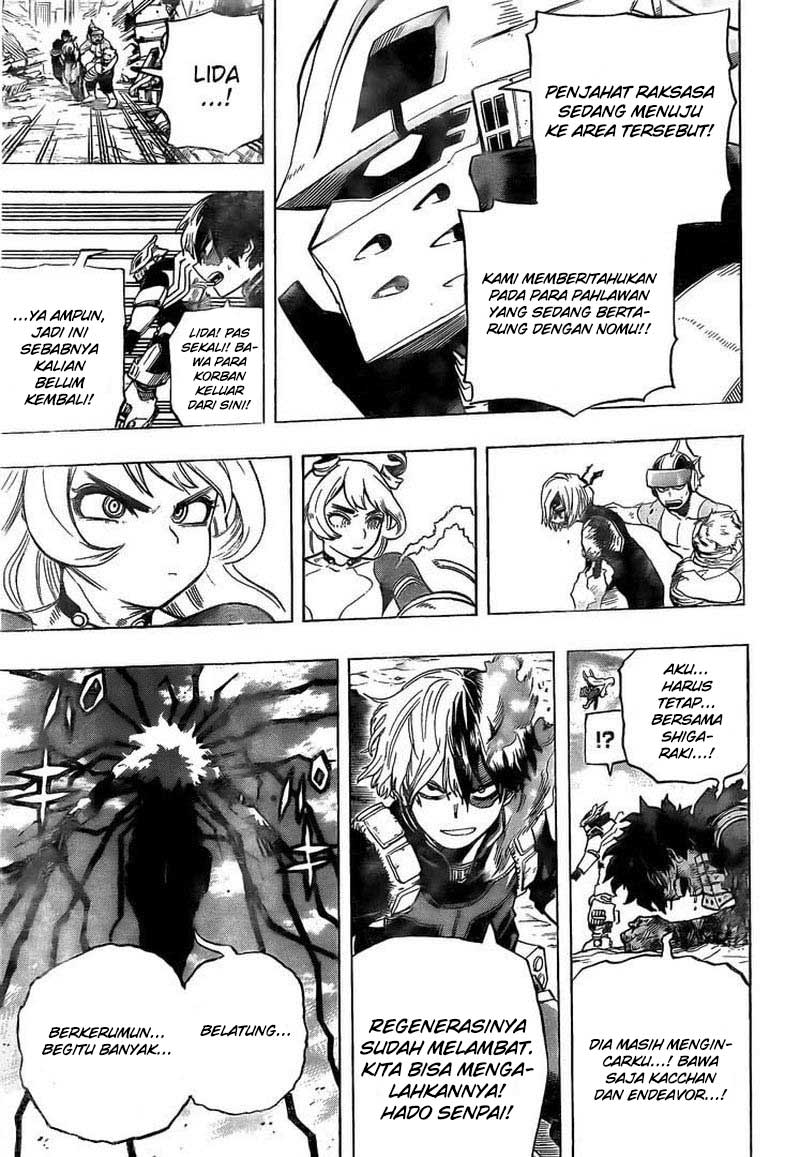 PENJAHAT RAKSASA
SEDANG MENUJU
KE AREA TERSEBUT!
KAMI MEMBERITAHUKAN
PADA PARA PAHLAWAN
YANG SEDANG BERTA-
RUNG DENGAN NOMU!!
LIDA
...!
LIDA! PAS
SEKALI! BA-
WA PARA
KORBAN
KELUAR
DARI SINI!
...YA AMPUN,
JADI INI
SEBABNYA
KALIAN
BELUM
KEMBALI!
AKU...
HARUS
TETAP...
BERSAMA
SHIGA-
RAKI...!
!?
DIA MASIH MENGIN-
CARKU...! BAWA
SAJA KACCHAN
DAN ENDEAVOR...!
REGENERASINYA
SUDAH MELAMBAT.
KITA BISA MENGA-
LAHKANNYA!
HADO SENPAI!
BELATUNG...
BERKERUMUN...
BEGITU BANYAK...